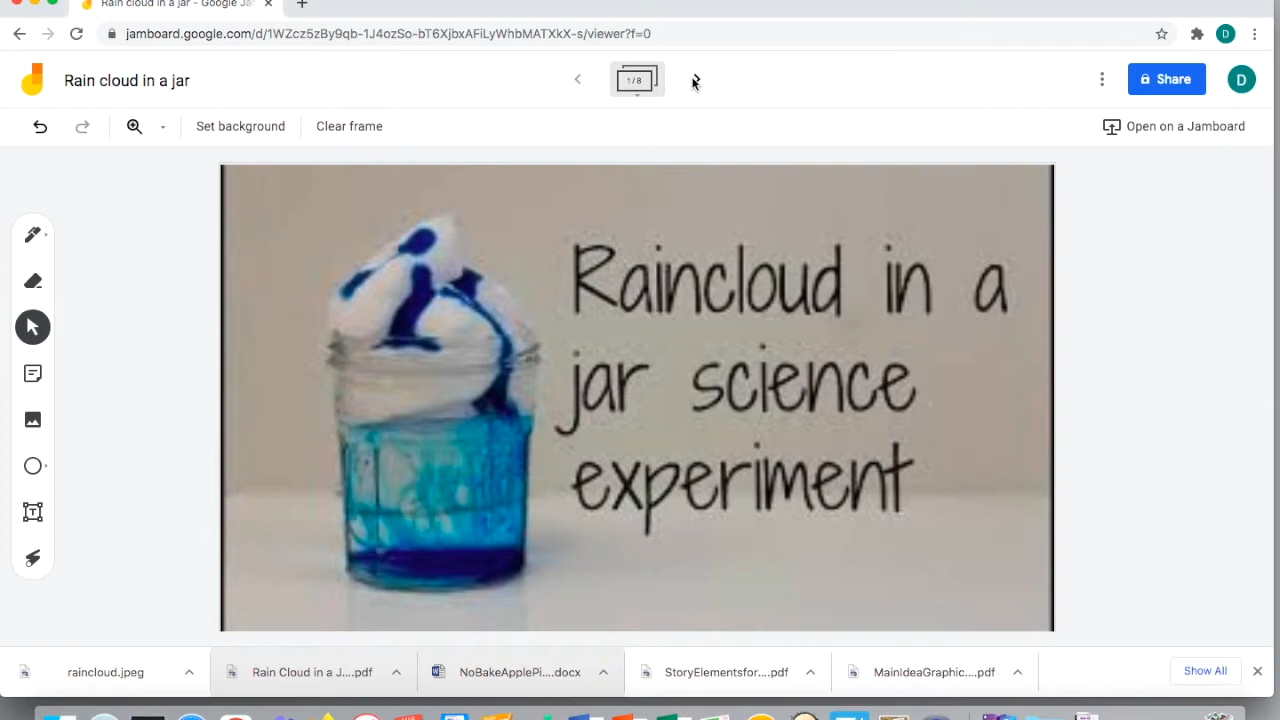 Rain cloud in a jar - Google Jar
jamboard.google.com/d/1WZcz5zBy9qb-1J4ozSo-bT6XjbxAFiLyWhbMATXkX-s/viewer?f=0
D
Rain cloud in a jar
1/8
Share
D
Set background
Clear frame
Open on a Jamboard
Raincloud in a
jar science
experiment
raincloud.jpeg
Rain Cloud in a J....pdf
NoBakeApplePi....docx
StoryElementsfor....pdf
MainIdeaGraphic....pdf
Show All